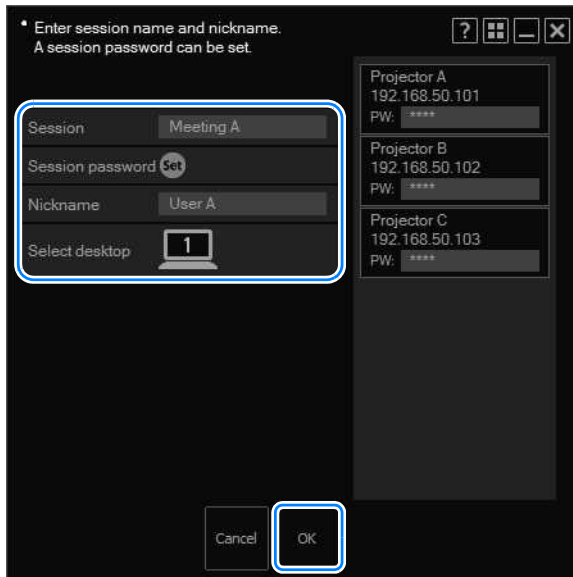 • Enter session name and nickname.
A session password can be set.
?
Session Meeting A
Session password Set
Nickname User A
Select desktop 1
Projector A
192.168.50.101
PW: ****
Projector B
192.168.50.102
PW: ****
Projector C
192.168.50.103
PW: ****
Cancel OK